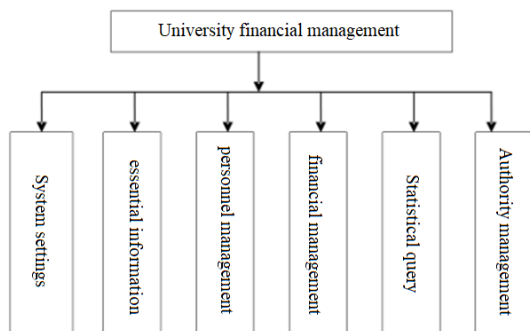 University financial management
System settings
essential information
personnel management
financial management
Statistical query
Authority management